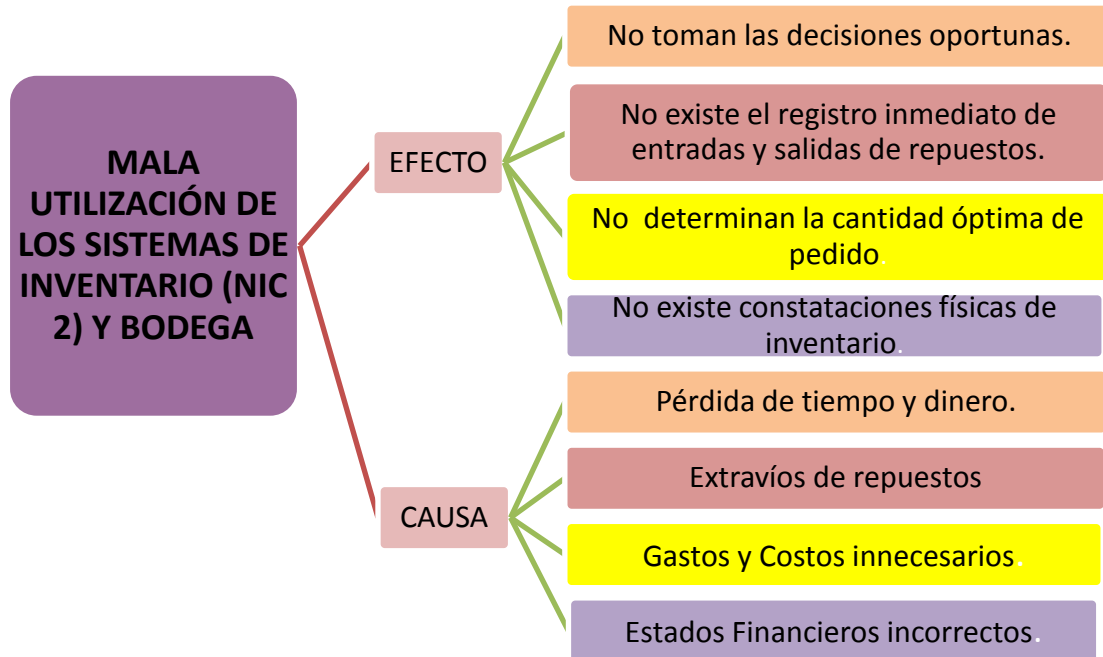 MALA
UTILIZACIÓN DE
LOS SISTEMAS DE
INVENTARIO (NIC
2) Y BODEGA
EFECTO
No toman las decisiones oportunas.
No existe el registro inmediato de
entradas y salidas de repuestos.
No determinan la cantidad óptima de
pedido.
No existe constataciones físicas de
inventario.
CAUSA
Pérdida de tiempo y dinero.
Extravíos de repuestos
Gastos y Costos innecesarios.
Estados Financieros incorrectos.